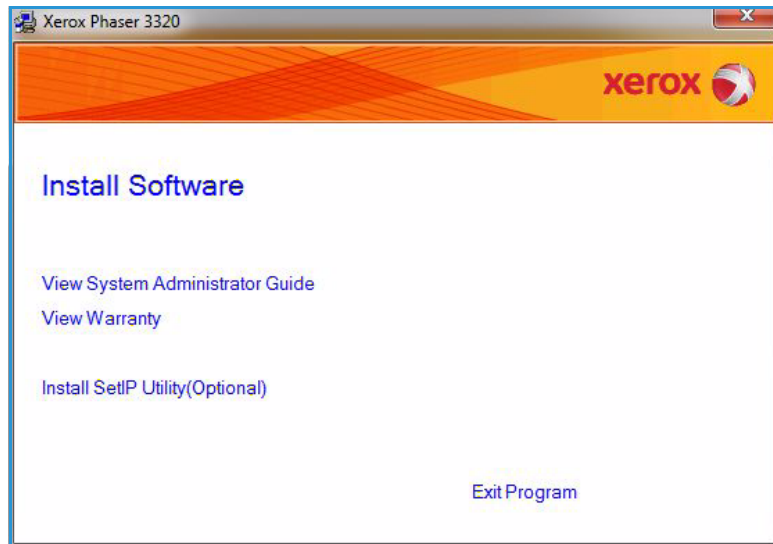 Xerox Phaser 3320
xerox
Install Software
View System Administrator Guide
View Warranty
Install SetIP Utility(Optional)
Exit Program